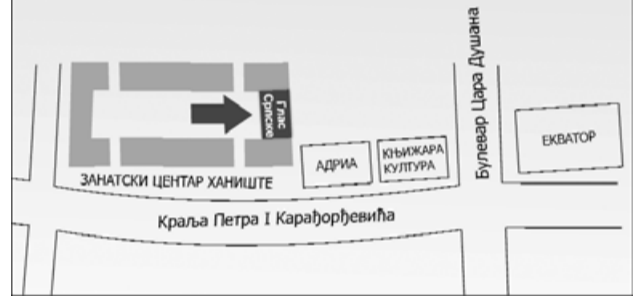 Глас
Српске
АДРИА
КЊИЖАРА
КУЛТУРА
Булевар Цара Душана
ЕКВАТОР
ЗАНАТСКИ ЦЕНТАР ХАНИШТЕ
Краља Петра I Карађорђевића